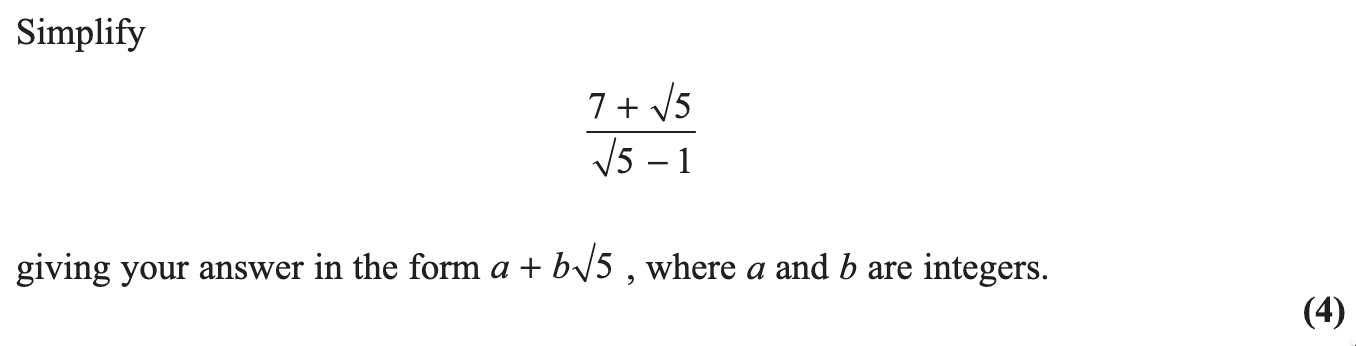 Simplify
7 + √5
√5 – 1
giving your answer in the form a + b√5 , where a and b are integers.
(4)